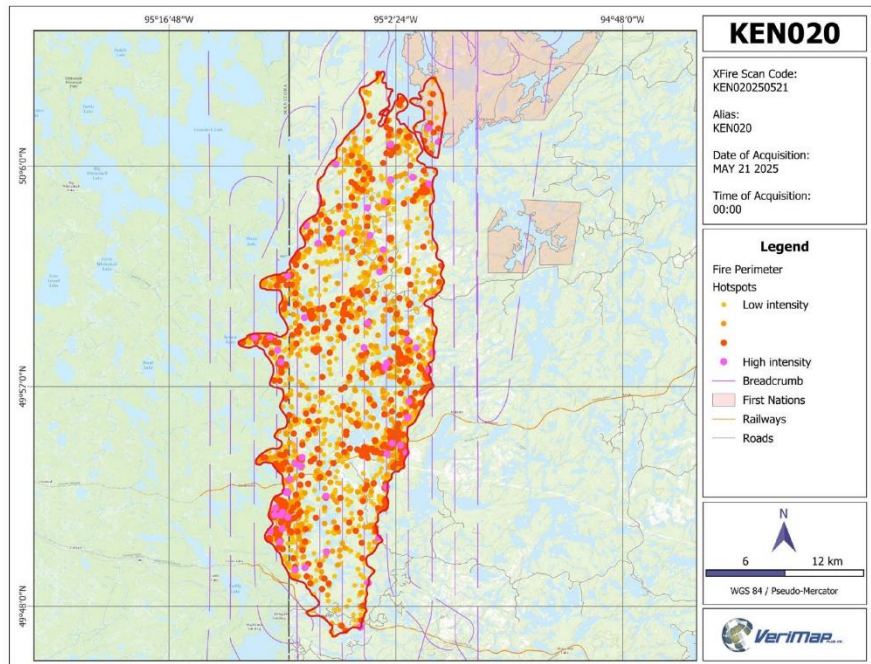 95°16'48"W
95°2'24"W
94°48'0"W
50°6'0"N
49°57'0"N
49°48'0"N
KEN020
XFire Scan Code:
KEN020250521
Alias:
KEN020
Date of Acquisition:
MAY 21 2025
Time of Acquisition:
00:00
Legend
Fire Perimeter
Hotspots
Low intensity
High intensity
Breadcrumb
First Nations
Railways
Roads
N
6
12 km
WGS 84 / Pseudo-Mercator
VERIMAP